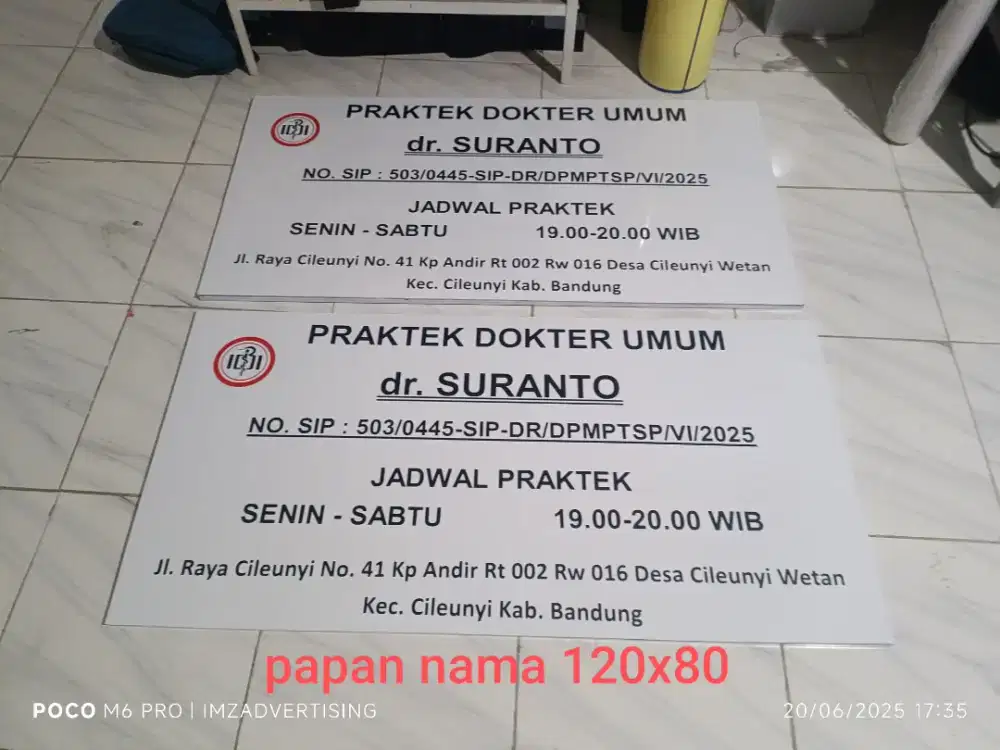 PRAKTEK DOKTER UMUM
IDI
dr. SURANTO
NO. SIP : 503/0445-SIP-DR/DPMPTSP/VI/2025
JADWAL PRAKTEK
SENIN - SABTU 19.00-20.00 WIB
Jl. Raya Cileunyi No. 41 Kp Andir Rt 002 Rw 016 Desa Cileunyi Wetan
Kec. Cileunyi Kab. Bandung
PRAKTEK DOKTER UMUM
IDI
dr. SURANTO
NO. SIP : 503/0445-SIP-DR/DPMPTSP/VI/2025
JADWAL PRAKTEK
SENIN - SABTU 19.00-20.00 WIB
Jl. Raya Cileunyi No. 41 Kp Andir Rt 002 Rw 016 Desa Cileunyi Wetan
Kec. Cileunyi Kab. Bandung
papan nama 120x80
POCO M6 PRO | IMZADVERTISING 20/06/2025 17:35